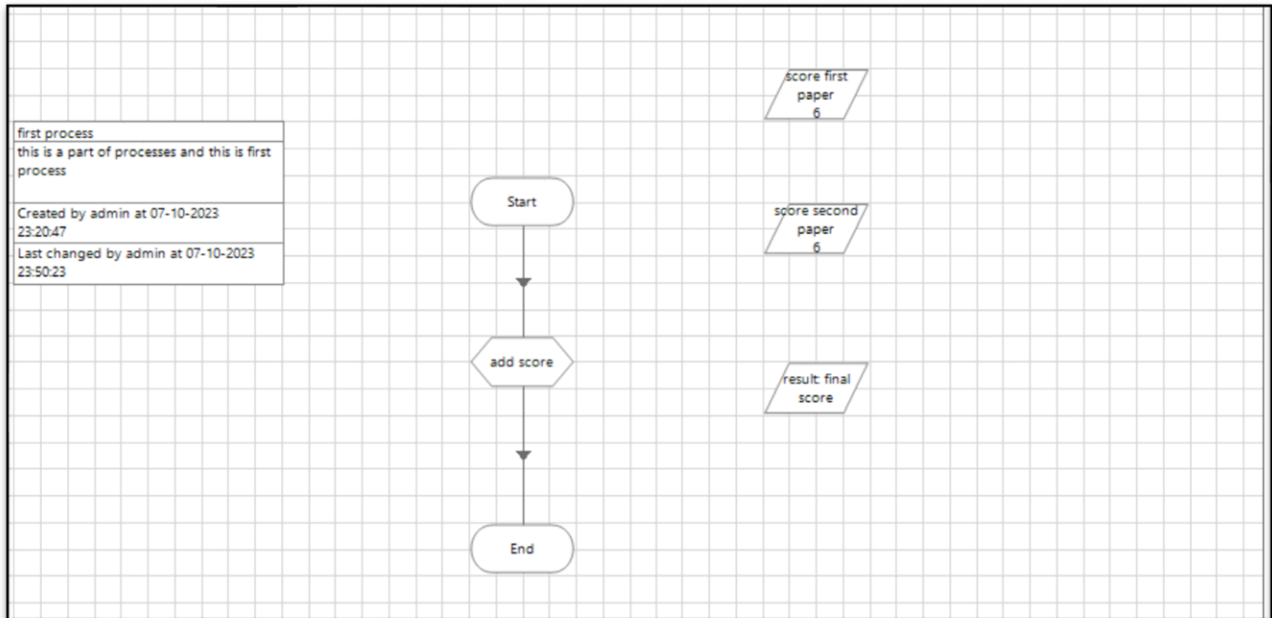 first process
this is a part of processes and this is first
process
Created by admin at 07-10-2023
23:20:47
Last changed by admin at 07-10-2023
23:50:23
Start
add score
End
score first
paper
6
score second
paper
6
result: final
score